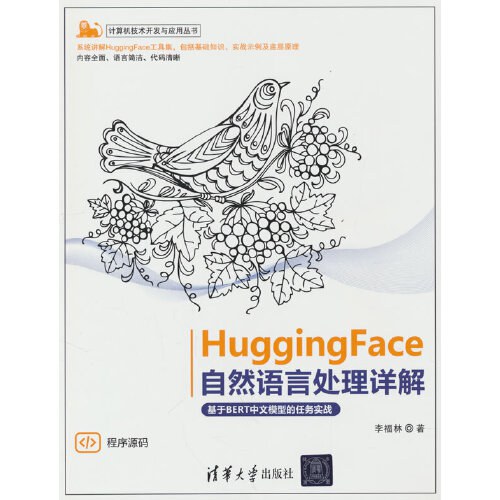 计算机技术开发与应用丛书
系统讲解HuggingFace工具集，包括基础知识、实战示例及底层原理
内容全面、语言简洁、代码清晰
HuggingFace
自然语言处理详解
基于BERT中文模型的任务实战
李福林 ◎ 著
</> 程序源码
清华大学出版社